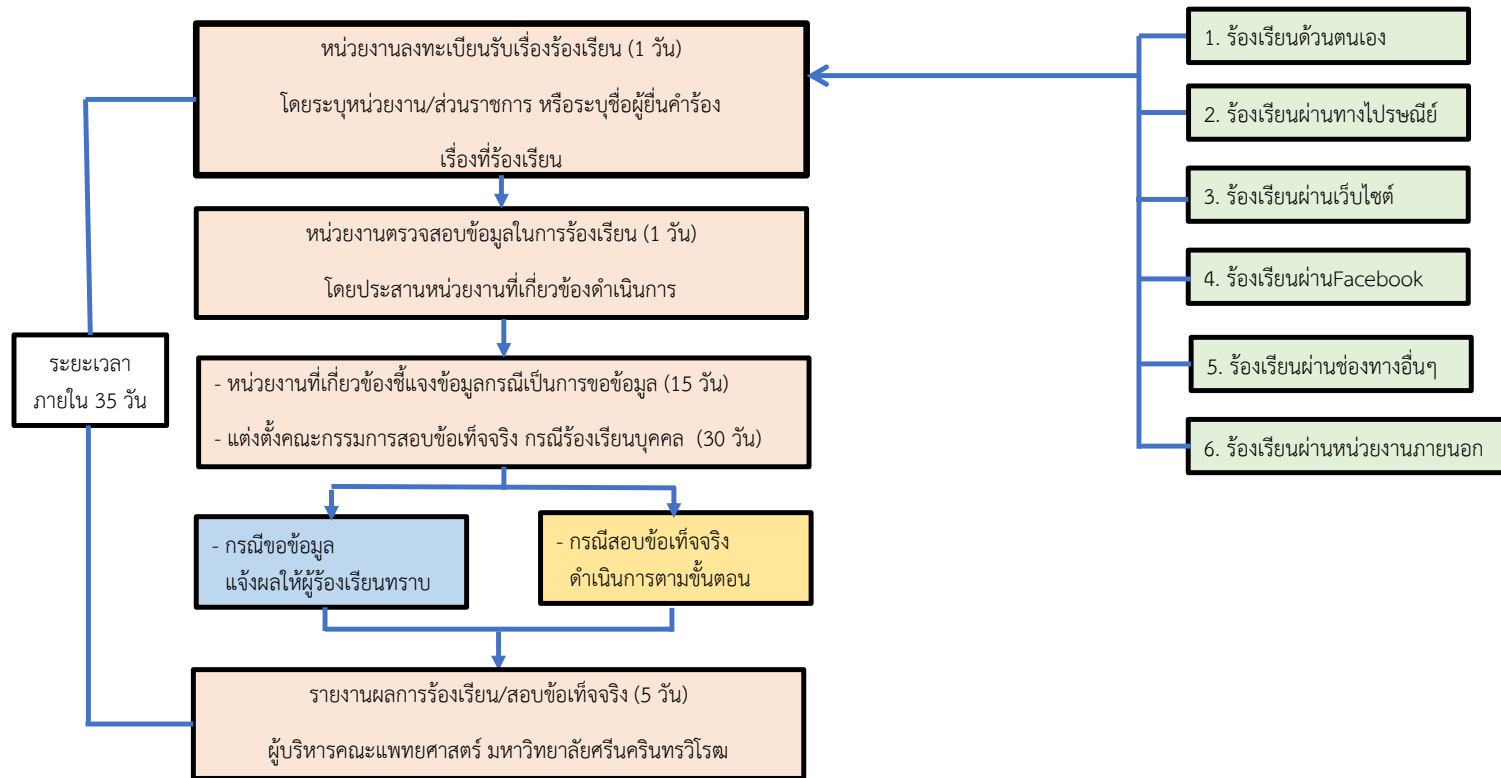 หน่วยงานลงทะเบียนรับเรื่องร้องเรียน (1 วัน)
โดยระบุหน่วยงาน/ส่วนราชการ หรือระบุชื่อผู้ยื่นคำร้อง
เรื่องที่ร้องเรียน
หน่วยงานตรวจสอบข้อมูลในการร้องเรียน (1 วัน)
โดยประสานหน่วยงานที่เกี่ยวข้องดำเนินการ
ระยะเวลา
ภายใน 35 วัน
- หน่วยงานที่เกี่ยวข้องชี้แจงข้อมูลกรณีเป็นการขอข้อมูล (15 วัน)
- แต่งตั้งคณะกรรมการสอบข้อเท็จจริง กรณีร้องเรียนบุคคล (30 วัน)
- กรณีขอข้อมูล
แจ้งผลให้ผู้ร้องเรียนทราบ
- กรณีสอบข้อเท็จจริง
ดำเนินการตามขั้นตอน
รายงานผลการร้องเรียน/สอบข้อเท็จจริง (5 วัน)
ผู้บริหารคณะแพทยศาสตร์ มหาวิทยาลัยศรีนครินทรวิโรฒ
1. ร้องเรียนด้วนตนเอง
2. ร้องเรียนผ่านทางไปรษณีย์
3. ร้องเรียนผ่านเว็บไซต์
4. ร้องเรียนผ่านFacebook
5. ร้องเรียนผ่านช่องทางอื่นๆ
6. ร้องเรียนผ่านหน่วยงานภายนอก